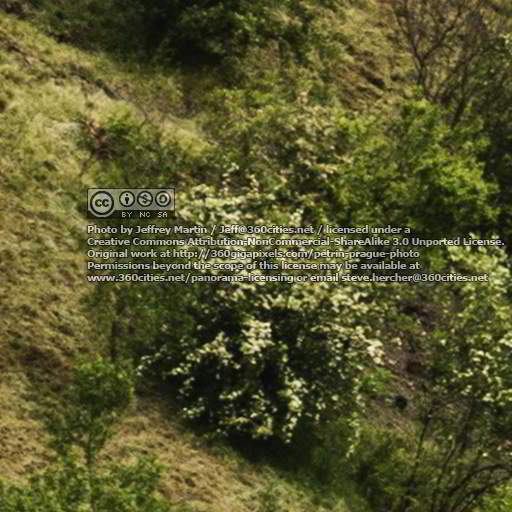 cc BY NC SA
Photo by Jeffrey Martin / Jeff@360cities.net / licensed under a
Creative Commons Attribution-NonCommercial-ShareAlike 3.0 Unported License.
Original work at http://360gigapixels.com/petrin-prague-photo
Permissions beyond the scope of this license may be available at
www.360cities.net/panorama-licensing or email steve.hercher@360cities.net